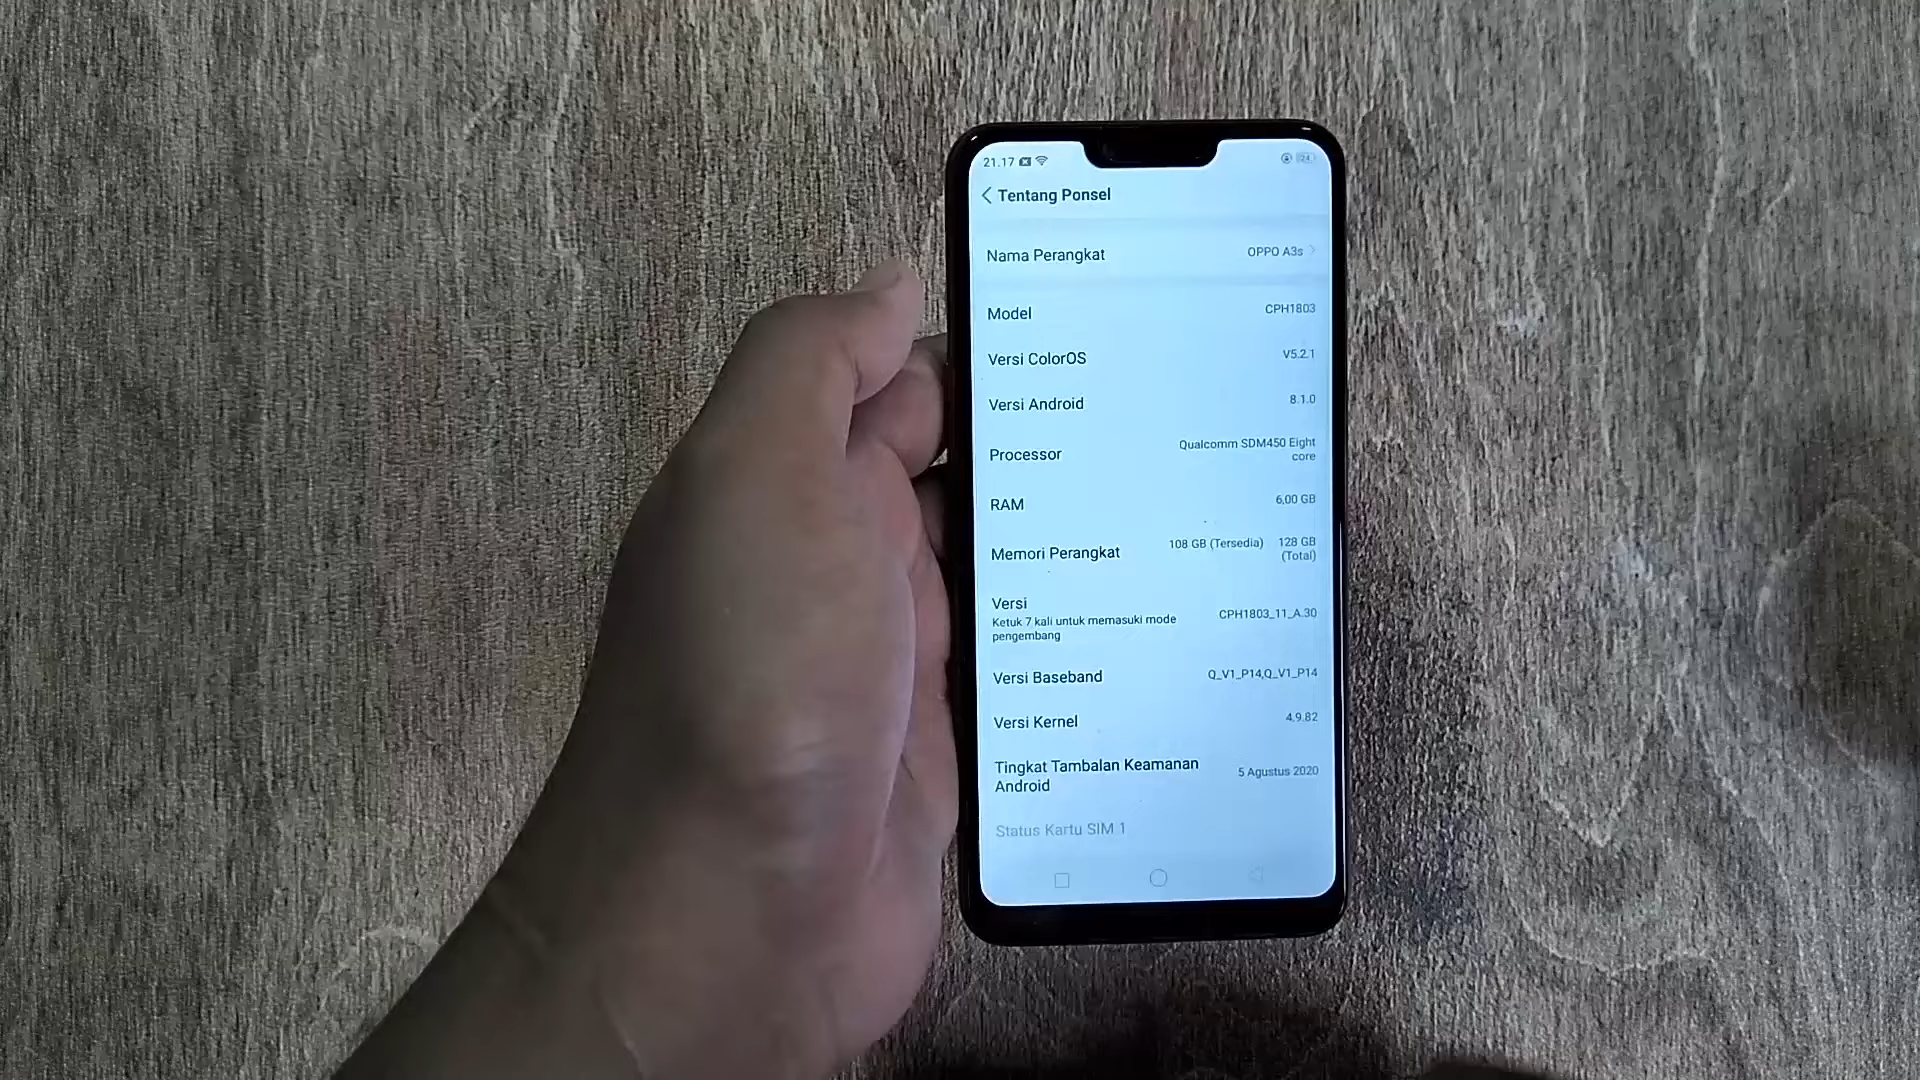 21.17
24
Tentang Ponsel
Nama Perangkat OPPO A3s
Model CPH1803
Versi ColorOS V5.2.1
Versi Android 8.1.0
Processor Qualcomm SDM450 Eight
core
RAM 6,00 GB
Memori Perangkat 108 GB (Tersedia) 128 GB
(Total)
Versi CPH1803_11_A.30
Ketuk 7 kali untuk memasuki mode
pengembang
Versi Baseband Q_V1_P14,Q_V1_P14
Versi Kernel 4.9.82
Tingkat Tambalan Keamanan
Android 5 Agustus 2020
Status Kartu SIM 1